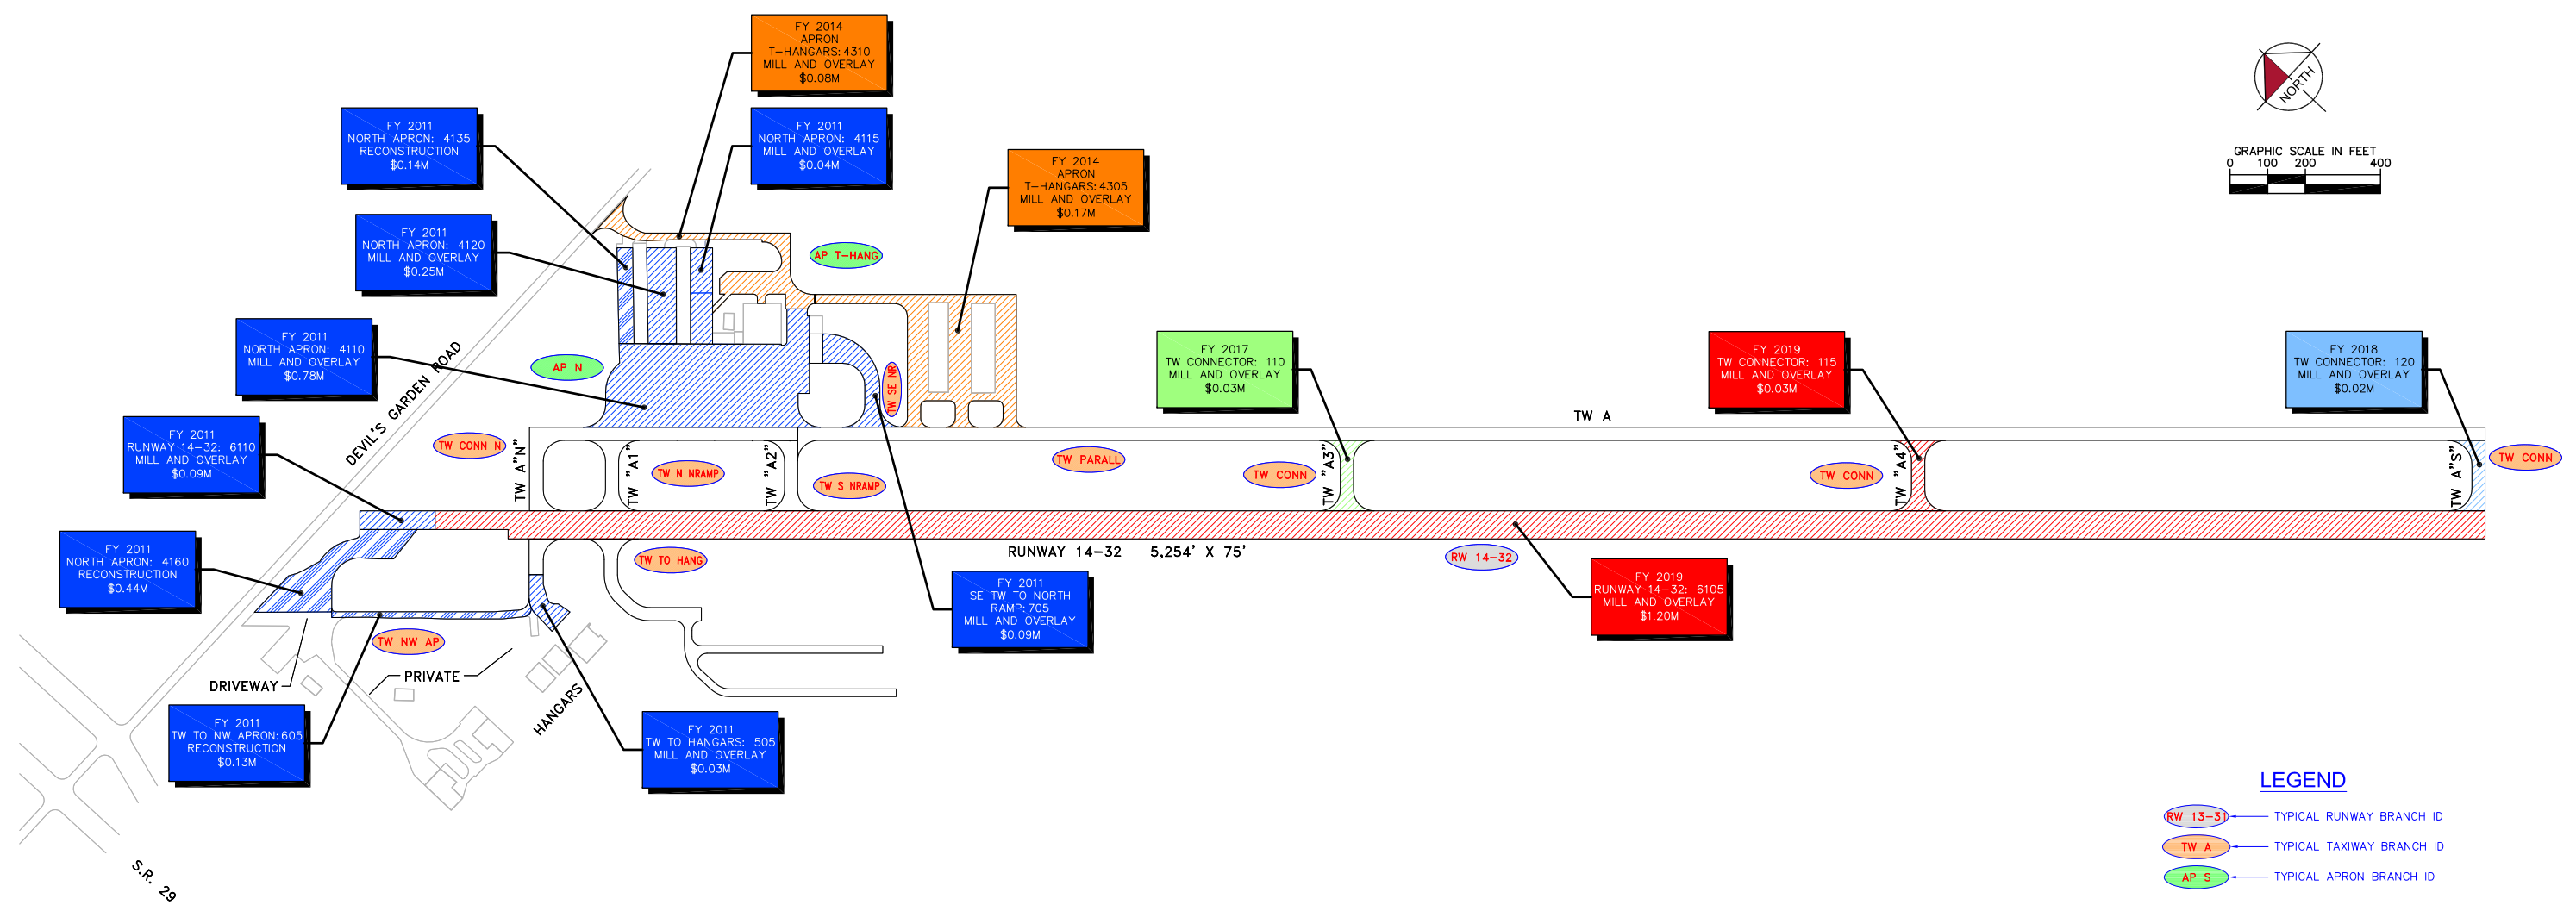 FY 2014
APRON
T-HANGARS: 4310
MILL AND OVERLAY
$0.08M
FY 2011
NORTH APRON: 4135
RECONSTRUCTION
$0.14M
FY 2011
NORTH APRON: 4115
MILL AND OVERLAY
$0.04M
FY 2014
APRON
T-HANGARS: 4305
MILL AND OVERLAY
$0.17M
NORTH
GRAPHIC SCALE IN FEET
0 100 200 400
FY 2011
NORTH APRON: 4120
MILL AND OVERLAY
$0.25M
AP T-HANG
FY 2011
NORTH APRON: 4110
MILL AND OVERLAY
$0.78M
DEVIL'S GARDEN ROAD
AP N
TW SE NR
FY 2017
TW CONNECTOR: 110
MILL AND OVERLAY
$0.03M
FY 2019
TW CONNECTOR: 115
MILL AND OVERLAY
$0.03M
FY 2018
TW CONNECTOR: 120
MILL AND OVERLAY
$0.02M
TW A
FY 2011
RUNWAY 14-32: 6110
MILL AND OVERLAY
$0.09M
TW CONN N
TW A"N"
TW "A1"
TW N NRAMP
TW "A2"
TW S NRAMP
TW PARALL
TW CONN
TW "A3"
TW CONN
TW "A4"
TW A"S"
TW CONN
FY 2011
NORTH APRON: 4160
RECONSTRUCTION
$0.44M
TW TO HANG
RUNWAY 14-32 5,254' X 75'
RW 14-32
FY 2011
SE TW TO NORTH
RAMP: 705
MILL AND OVERLAY
$0.09M
FY 2019
RUNWAY 14-32: 6105
MILL AND OVERLAY
$1.20M
TW NW AP
DRIVEWAY
PRIVATE
HANGARS
FY 2011
TW TO NW APRON: 605
RECONSTRUCTION
$0.13M
FY 2011
TW TO HANGARS: 505
MILL AND OVERLAY
$0.03M
S.R. 29
LEGEND
RW 13-31 TYPICAL RUNWAY BRANCH ID
TW A TYPICAL TAXIWAY BRANCH ID
AP S TYPICAL APRON BRANCH ID